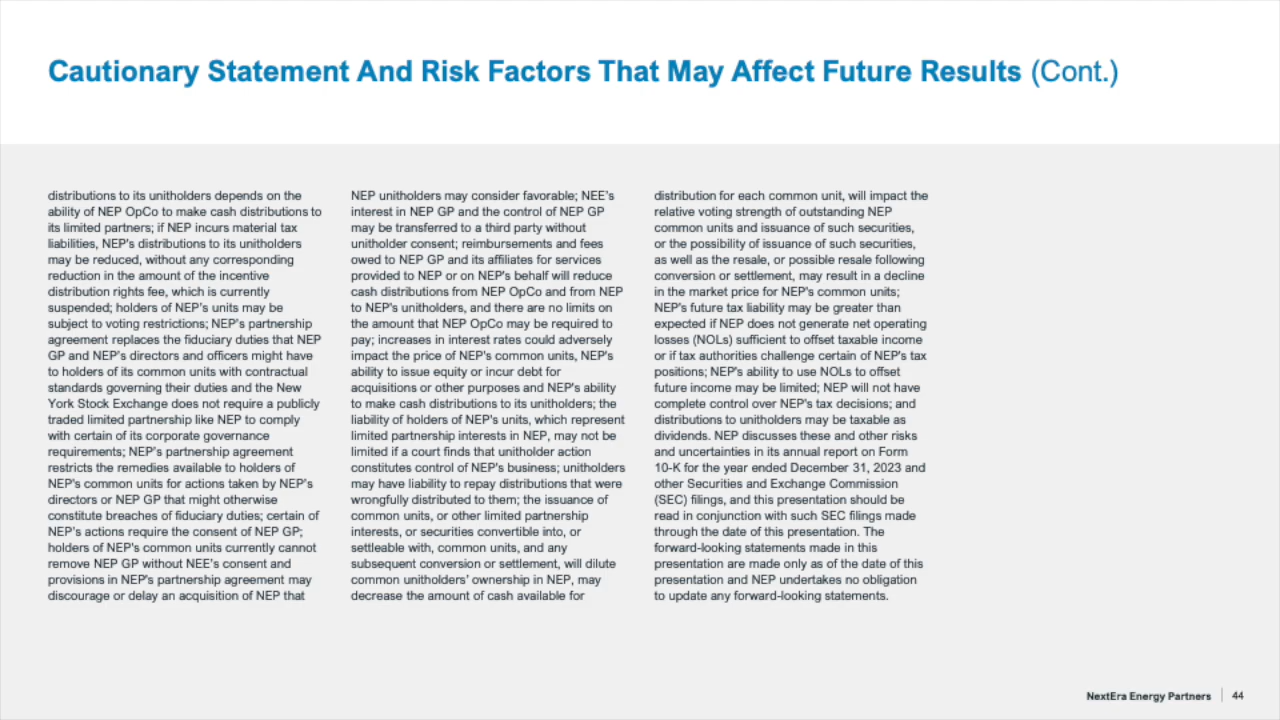 Cautionary Statement And Risk Factors That May Affect Future Results (Cont.)
distributions to its unitholders depends on the
ability of NEP OpCo to make cash distributions to
its limited partners; if NEP incurs material tax
liabilities, NEP's distributions to its unitholders
may be reduced, without any corresponding
reduction in the amount of the incentive
distribution rights fee, which is currently
suspended; holders of NEP's units may be
subject to voting restrictions; NEP's partnership
agreement replaces the fiduciary duties that NEP
GP and NEP's directors and officers might have
to holders of its common units with contractual
standards governing their duties and the New
York Stock Exchange does not require a publicly
traded limited partnership like NEP to comply
with certain of its corporate governance
requirements; NEP's partnership agreement
restricts the remedies available to holders of
NEP's common units for actions taken by NEP's
directors or NEP GP that might otherwise
constitute breaches of fiduciary duties; certain of
NEP's actions require the consent of NEP GP;
holders of NEP's common units currently cannot
remove NEP GP without NEE's consent and
provisions in NEP's partnership agreement may
discourage or delay an acquisition of NEP that
NEP unitholders may consider favorable; NEE's
interest in NEP GP and the control of NEP GP
may be transferred to a third party without
unitholder consent; reimbursements and fees
owed to NEP GP and its affiliates for services
provided to NEP or on NEP's behalf will reduce
cash distributions from NEP OpCo and from NEP
to NEP's unitholders, and there are no limits on
the amount that NEP OpCo may be required to
pay; increases in interest rates could adversely
impact the price of NEP's common units, NEP's
ability to issue equity or incur debt for
acquisitions or other purposes and NEP's ability
to make cash distributions to its unitholders; the
liability of holders of NEP's units, which represent
limited partnership interests in NEP, may not be
limited if a court finds that unitholder action
constitutes control of NEP's business; unitholders
may have liability to repay distributions that were
wrongfully distributed to them; the issuance of
common units, or other limited partnership
interests, or securities convertible into, or
settleable with, common units, and any
subsequent conversion or settlement, will dilute
common unitholders' ownership in NEP, may
decrease the amount of cash available for
distribution for each common unit, will impact the
relative voting strength of outstanding NEP
common units and issuance of such securities,
or the possibility of issuance of such securities,
as well as the resale, or possible resale following
conversion or settlement, may result in a decline
in the market price for NEP's common units;
NEP's future tax liability may be greater than
expected if NEP does not generate net operating
losses (NOLs) sufficient to offset taxable income
or if tax authorities challenge certain of NEP's tax
positions; NEP's ability to use NOLs to offset
future income may be limited; NEP will not have
complete control over NEP's tax decisions; and
distributions to unitholders may be taxable as
dividends. NEP discusses these and other risks
and uncertainties in its annual report on Form
10-K for the year ended December 31, 2023 and
other Securities and Exchange Commission
(SEC) filings, and this presentation should be
read in conjunction with such SEC filings made
through the date of this presentation. The
forward-looking statements made in this
presentation are made only as of the date of this
presentation and NEP undertakes no obligation
to update any forward-looking statements.
NextEra Energy Partners 44